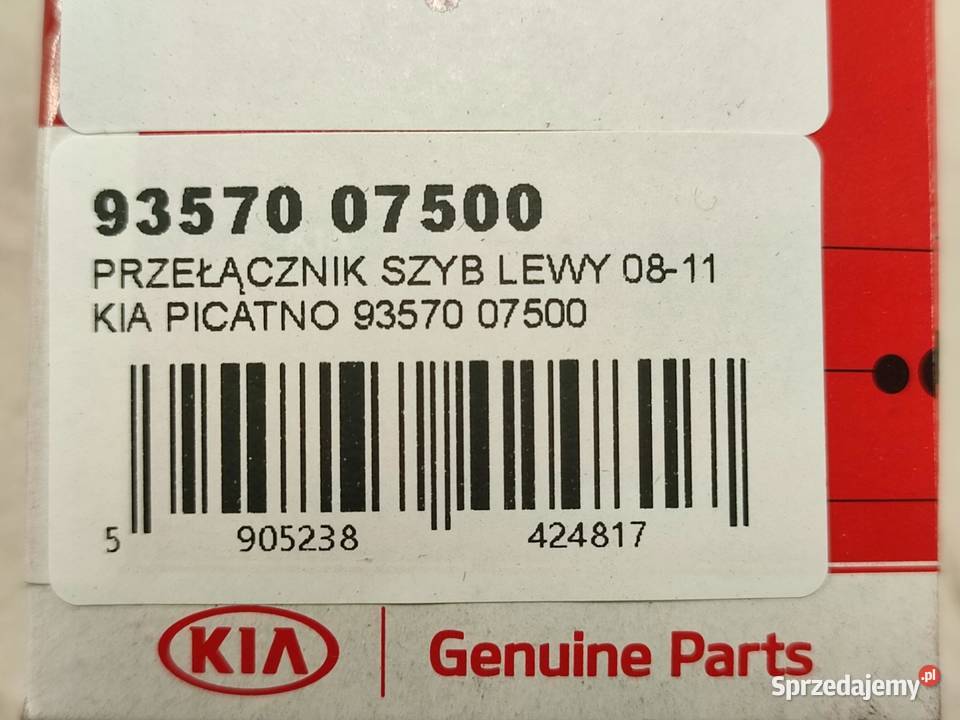 93570 07500
PRZEŁĄCZNIK SZYB LEWY 08-11
KIA PICATNO 93570 07500
5 905238 424817
KIA Genuine Parts
Sprzedajemy.pl